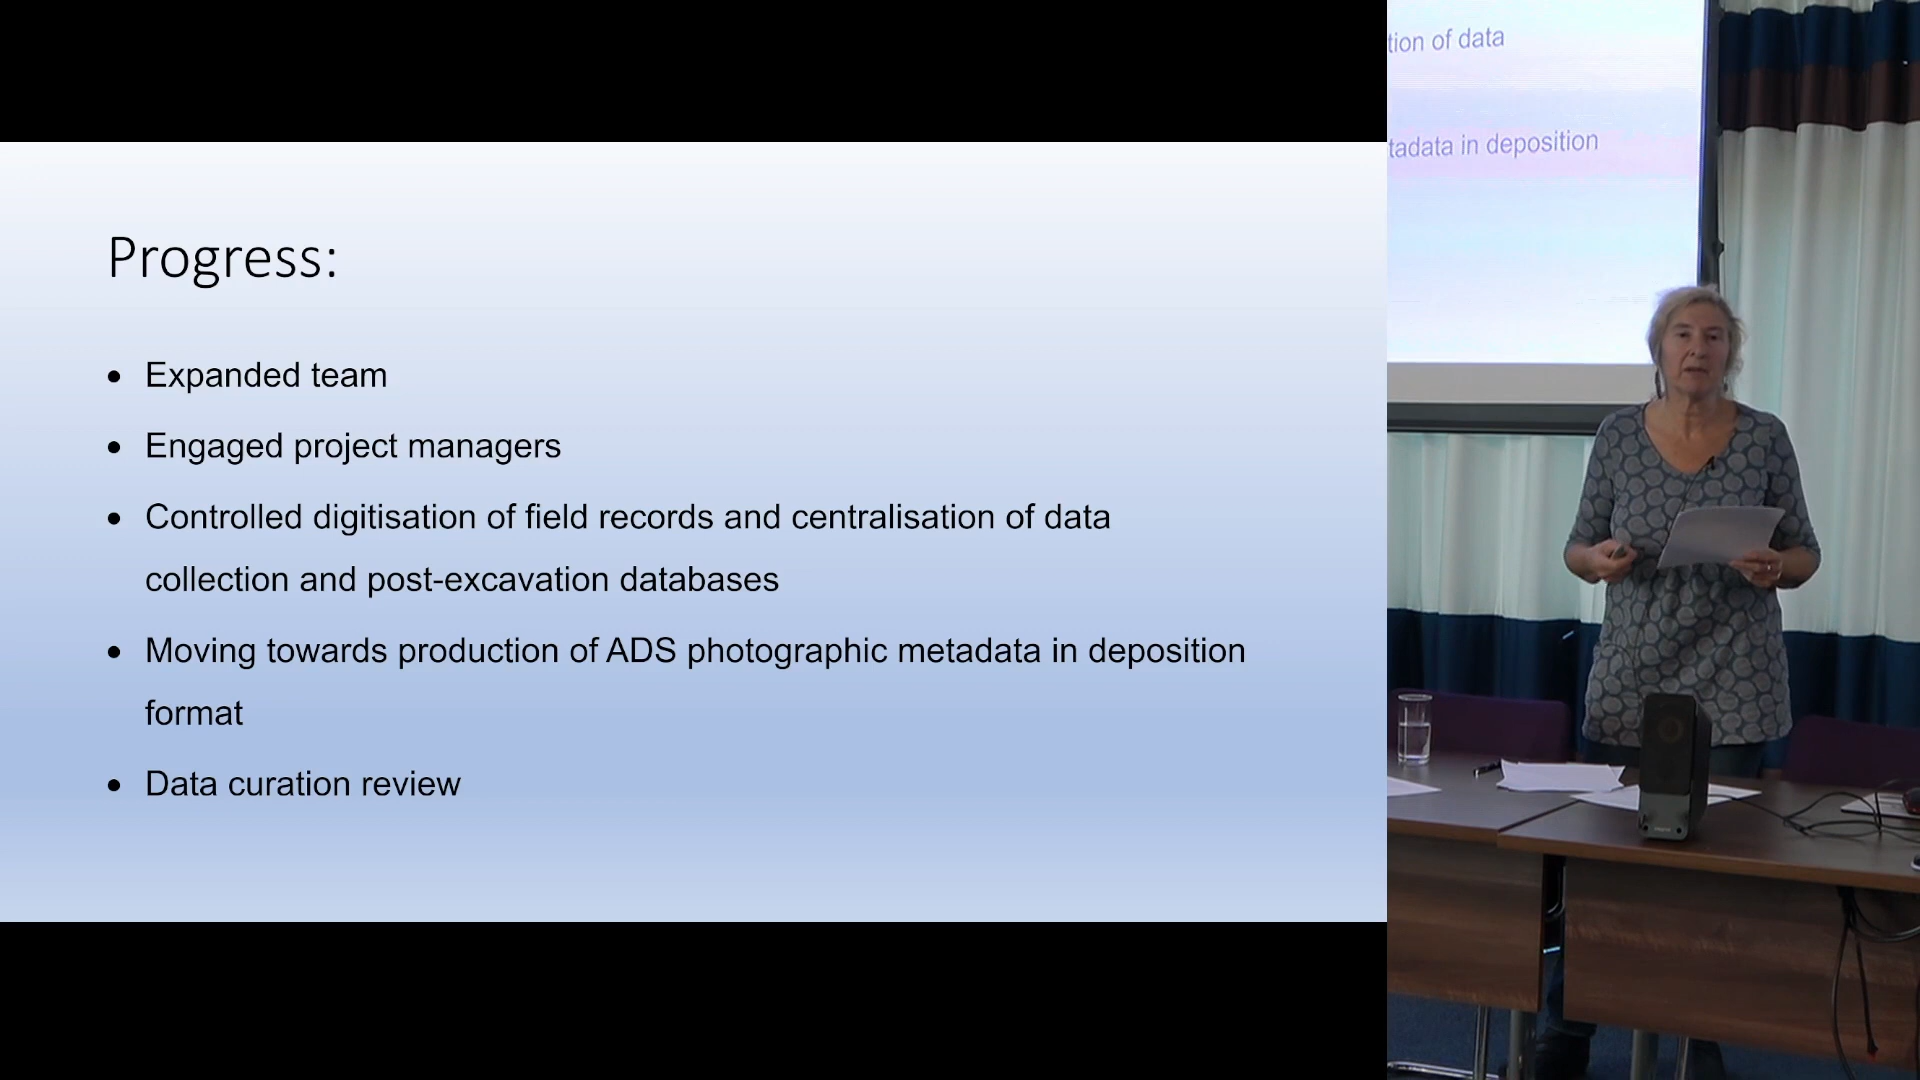 Progress:
• Expanded team
• Engaged project managers
• Controlled digitisation of field records and centralisation of data
collection and post-excavation databases
• Moving towards production of ADS photographic metadata in deposition
format
• Data curation review
tion of data
tadata in deposition